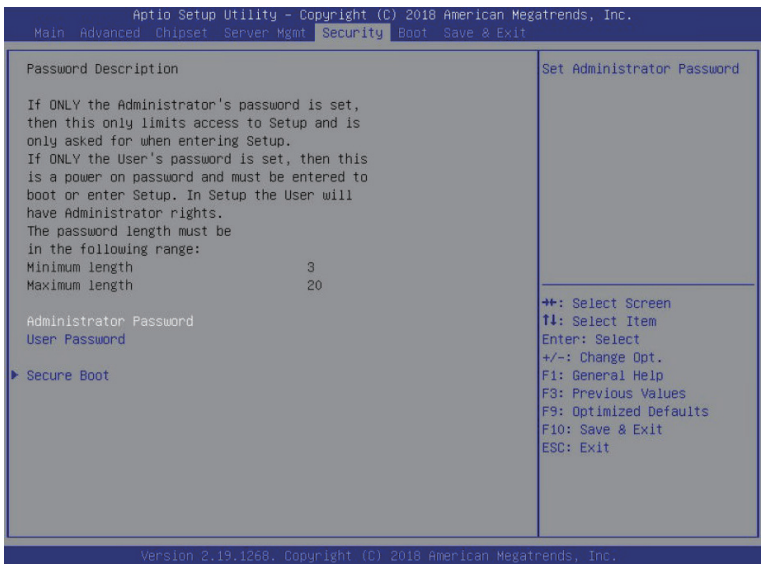 Aptio Setup Utility – Copyright (C) 2018 American Megatrends, Inc.
Main Advanced Chipset Server Mgmt Security Boot Save & Exit
Password Description
If ONLY the Administrator's password is set,
then this only limits access to Setup and is
only asked for when entering Setup.
If ONLY the User's password is set, then this
is a power on password and must be entered to
boot or enter Setup. In Setup the User will
have Administrator rights.
The password length must be
in the following range:
Minimum length 3
Maximum length 20
Administrator Password
User Password
Secure Boot
Set Administrator Password
→←: Select Screen
↑↓: Select Item
Enter: Select
+/-: Change Opt.
F1: General Help
F3: Previous Values
F9: Optimized Defaults
F10: Save & Exit
ESC: Exit
Version 2.19.1268. Copyright (C) 2018 American Megatrends, Inc.